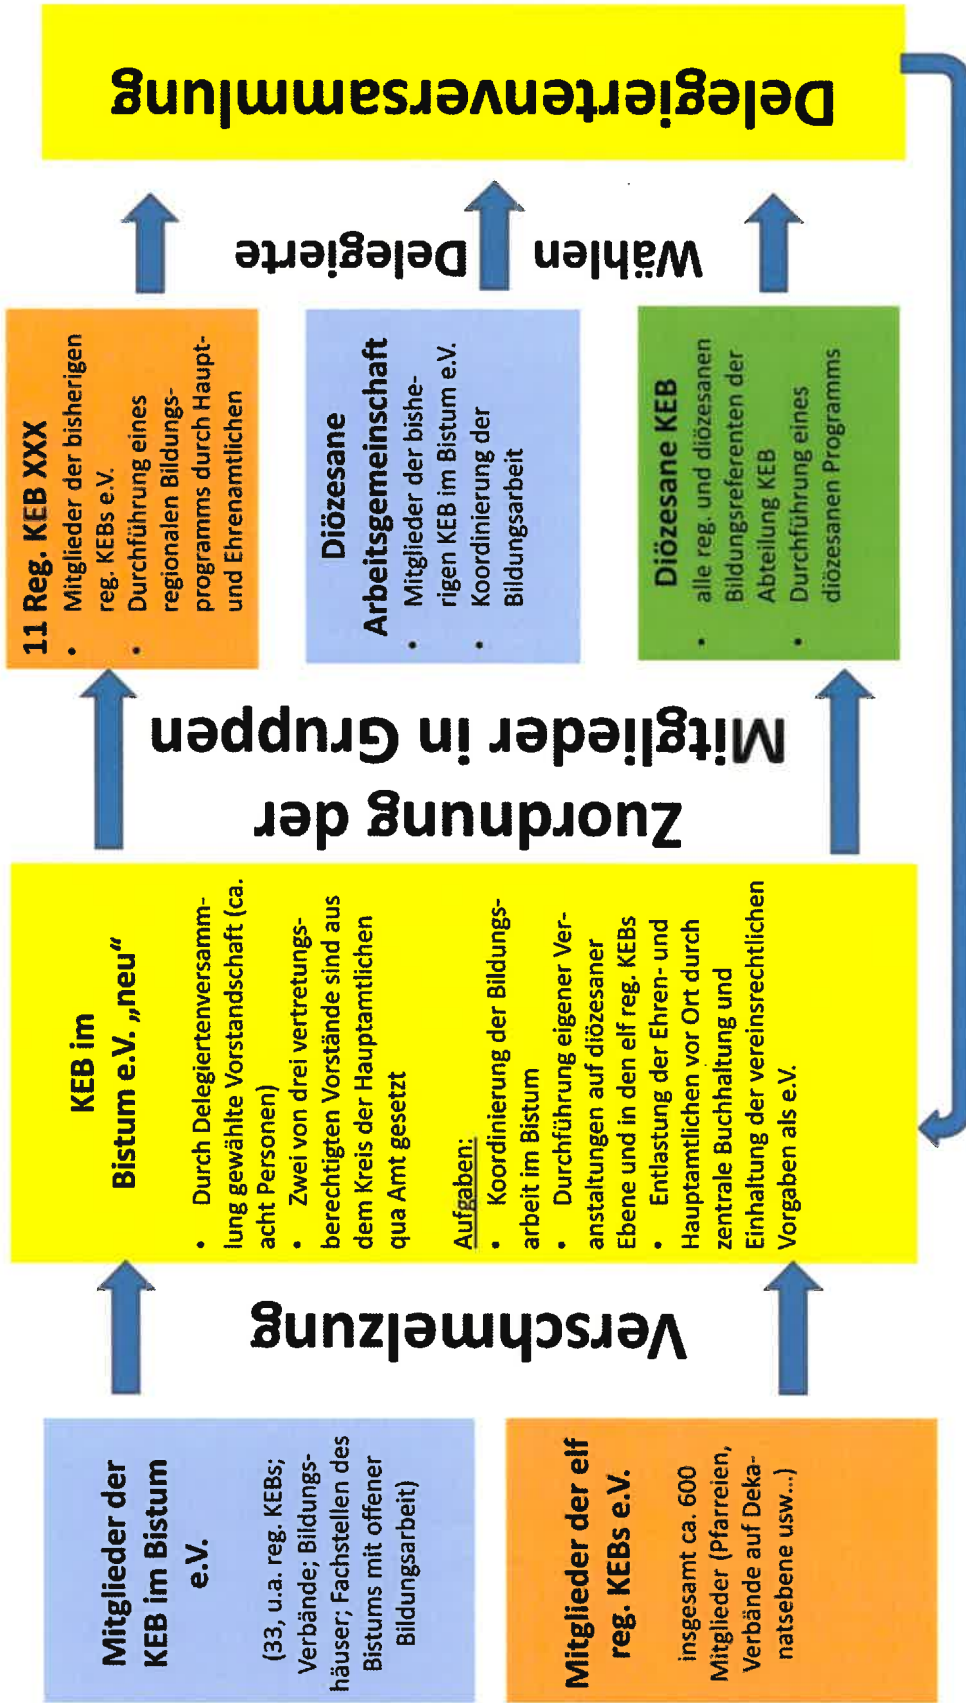 Mitglieder der
KEB im Bistum
e.V.
(33, u.a. reg. KEBs;
Verbände; Bildungs-
häuser; Fachstellen des
Bistums mit offener
Bildungsarbeit)
Mitglieder der elf
reg. KEBs e.V.
insgesamt ca. 600
Mitglieder (Pfarreien,
Verbände auf Deka-
natsebene usw...)
Verschmelzung
KEB im
Bistum e.V. „neu“
• Durch Delegiertenversamm-
lung gewählte Vorstandschaft (ca.
acht Personen)
• Zwei von drei vertretungs-
berechtigten Vorstände sind aus
dem Kreis der Hauptamtlichen
qua Amt gesetzt
Aufgaben:
• Koordinierung der Bildungs-
arbeit im Bistum
• Durchführung eigener Ver-
anstaltungen auf diözesaner
Ebene und in den elf reg. KEBs
• Entlastung der Ehren- und
Hauptamtlichen vor Ort durch
zentrale Buchhaltung und
Einhaltung der vereinsrechtlichen
Vorgaben als e.V.
Zuordnung der
Mitglieder in Gruppen
11 Reg. KEB XXX
• Mitglieder der bisherigen
reg. KEBs e.V.
• Durchführung eines
regionalen Bildungs-
programms durch Haupt-
und Ehrenamtlichen
Diözesane
Arbeitsgemeinschaft
• Mitglieder der bishe-
rigen KEB im Bistum e.V.
• Koordinierung der
Bildungsarbeit
Diözesane KEB
• alle reg. und diözesanen
Bildungsreferenten der
Abteilung KEB
• Durchführung eines
diözesanen Programms
Wählen
Delegierte
Delegiertenversammlung